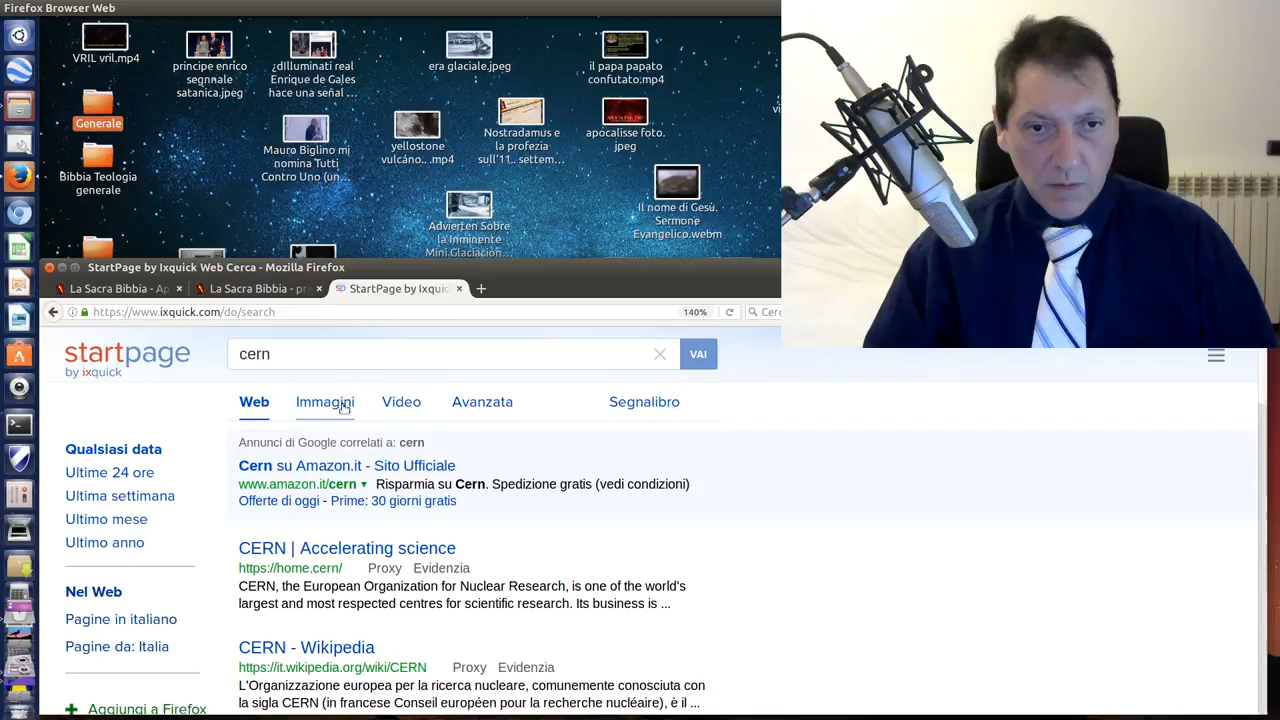 Firefox Browser Web
VRIL vril.mp4
principe enrico
segnnale
satanica.jpeg
¿dIlluminati real
Enrique de Gales
hace una señal ...
era glaciale.jpeg
il papa papato
confutato.mp4
Generale
Mauro Biglino mi
nomina Tutti
Contro Uno (un...
yellostone
vulcáno.. ..mp4
Nostradamus e
la profezia
sull'11.. settem...
apocalisse foto.
jpeg
Bibbia Teologia
generale
Advierten Sobre
la Inminente
Mini Glaciacion...
Il nome di Gesù.
Sermone
Evangelico.webm
StartPage by Ixquick Web Cerca - Mozilla Firefox
La Sacra Bibbia - Ap
La Sacra Bibbia - pr
StartPage by Ixquic
https://www.ixquick.com/do/search
140%
Cerc
startpage
by ixquick
cern
VAI
Web
Immagini
Video
Avanzata
Segnalibro
Qualsiasi data
Ultime 24 ore
Ultima settimana
Ultimo mese
Ultimo anno
Nel Web
Pagine in italiano
Pagine da: Italia
Aggiungi a Firefox
Annunci di Google correlati a: cern
Cern su Amazon.it - Sito Ufficiale
www.amazon.it/cern ▾ Risparmia su Cern. Spedizione gratis (vedi condizioni)
Offerte di oggi - Prime: 30 giorni gratis
CERN | Accelerating science
https://home.cern/ Proxy Evidenzia
CERN, the European Organization for Nuclear Research, is one of the world's
largest and most respected centres for scientific research. Its business is ...
CERN - Wikipedia
https://it.wikipedia.org/wiki/CERN Proxy Evidenzia
L'Organizzazione europea per la ricerca nucleare, comunemente conosciuta con
la sigla CERN (in francese Conseil européen pour la recherche nucléaire), è il ...